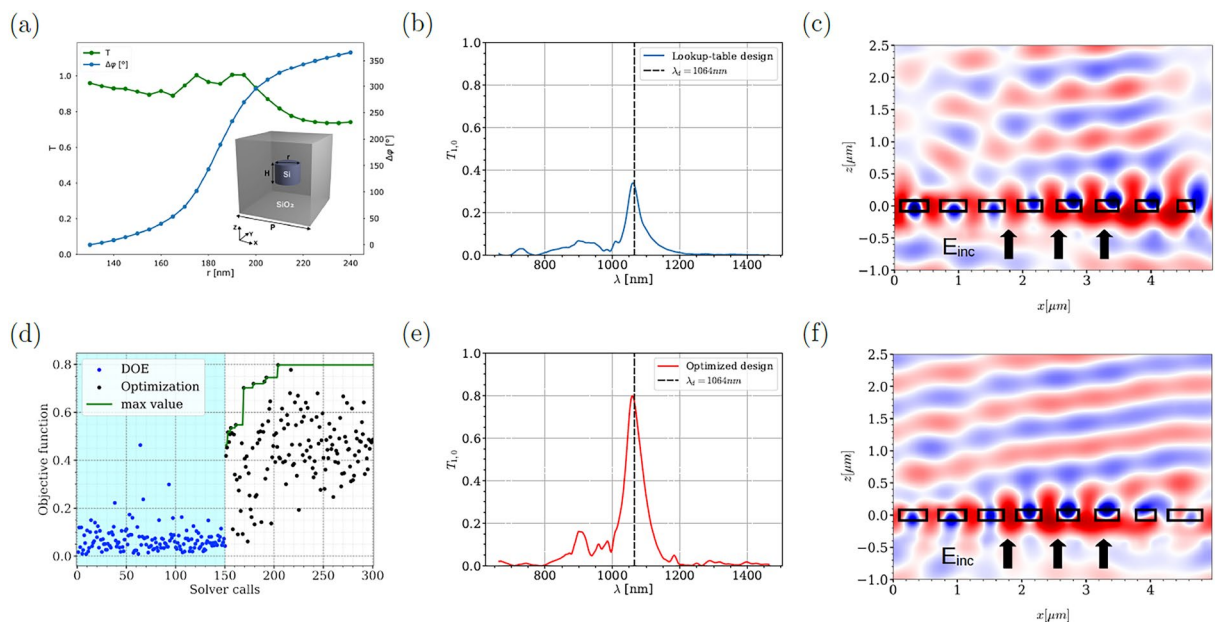 (a)
T
Δφ [°]
1.0
0.8
0.6
0.4
0.2
0.0
T
350
300
250
200
150
100
50
0
Δφ [°]
r
H
Si
SiO₃
P
Z
Y
X
140
160
180
200
220
240
r [nm]
(b)
Lookup-table design
λ_d = 1064nm
1.0
0.8
0.6
0.4
0.2
0.0
T₁,₀
800
1000
1200
1400
λ [nm]
(c)
2.5
2.0
1.5
1.0
0.5
0.0
−0.5
−1.0
z[μm]
E_inc
0
1
2
3
4
x[μm]
(d)
DOE
Optimization
max value
0.8
0.6
0.4
0.2
0.0
Objective function
0
50
100
150
200
250
300
Solver calls
(e)
Optimized design
λ_d = 1064nm
1.0
0.8
0.6
0.4
0.2
0.0
T₁,₀
800
1000
1200
1400
λ [nm]
(f)
2.5
2.0
1.5
1.0
0.5
0.0
−0.5
−1.0
z[μm]
E_inc
0
1
2
3
4
x[μm]